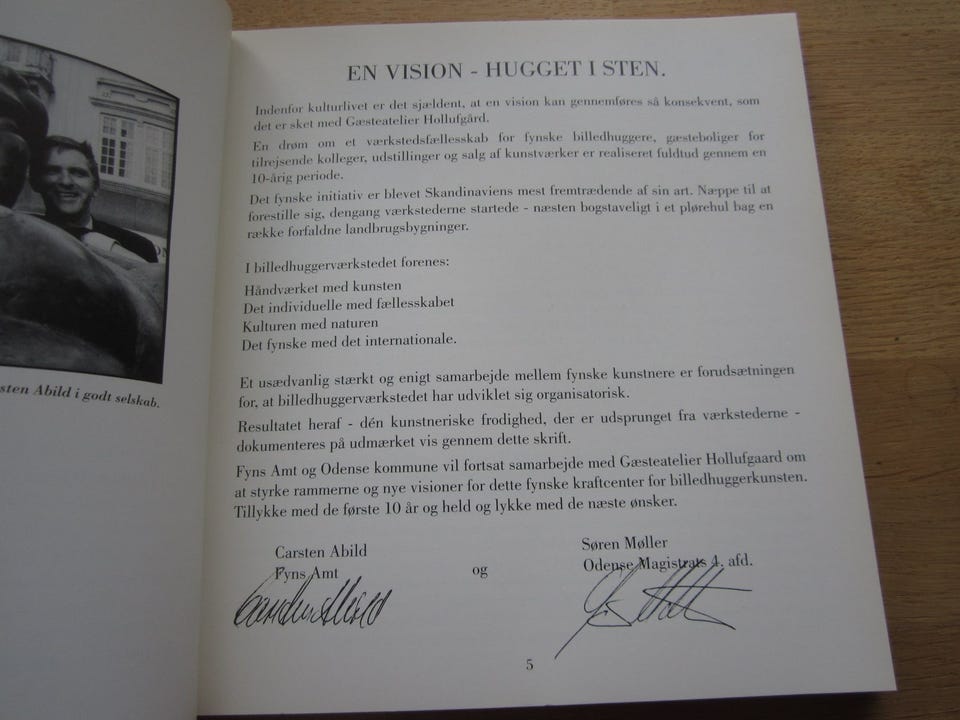 sten Abild i godt selskab.
EN VISION - HUGGET I STEN.
Indenfor kulturlivet er det sjældent, at en vision kan gennemføres så konsekvent, som
det er sket med Gæsteatelier Hollufgård.
En drøm om et værkstedsfællesskab for fynske billedhuggere, gæsteboliger for
tilrejsende kolleger, udstillinger og salg af kunstværker er realiseret fuldtud gennem en
10-årig periode.
Det fynske initiativ er blevet Skandinaviens mest fremtrædende af sin art. Næppe til at
forestille sig, dengang værkstederne startede - næsten bogstaveligt i et plørehul bag en
række forfaldne landbrugsbygninger.
I billedhuggerværkstedet forenes:
Håndværket med kunsten
Det individuelle med fællesskabet
Kulturen med naturen
Det fynske med det internationale.
Et usædvanlig stærkt og enigt samarbejde mellem fynske kunstnere er forudsætningen
for, at billedhuggerværkstedet har udviklet sig organisatorisk.
Resultatet heraf - dén kunstneriske frodighed, der er udsprunget fra værkstederne -
dokumenteres på udmærket vis gennem dette skrift.
Fyns Amt og Odense kommune vil fortsat samarbejde med Gæsteatelier Hollufgaard om
at styrke rammerne og nye visioner for dette fynske kraftcenter for billedhuggerkunsten.
Tillykke med de første 10 år og held og lykke med de næste ønsker.
Carsten Abild
Fyns Amt
og
Søren Møller
Odense Magistrats 4. afd.
Carsten Abild
5